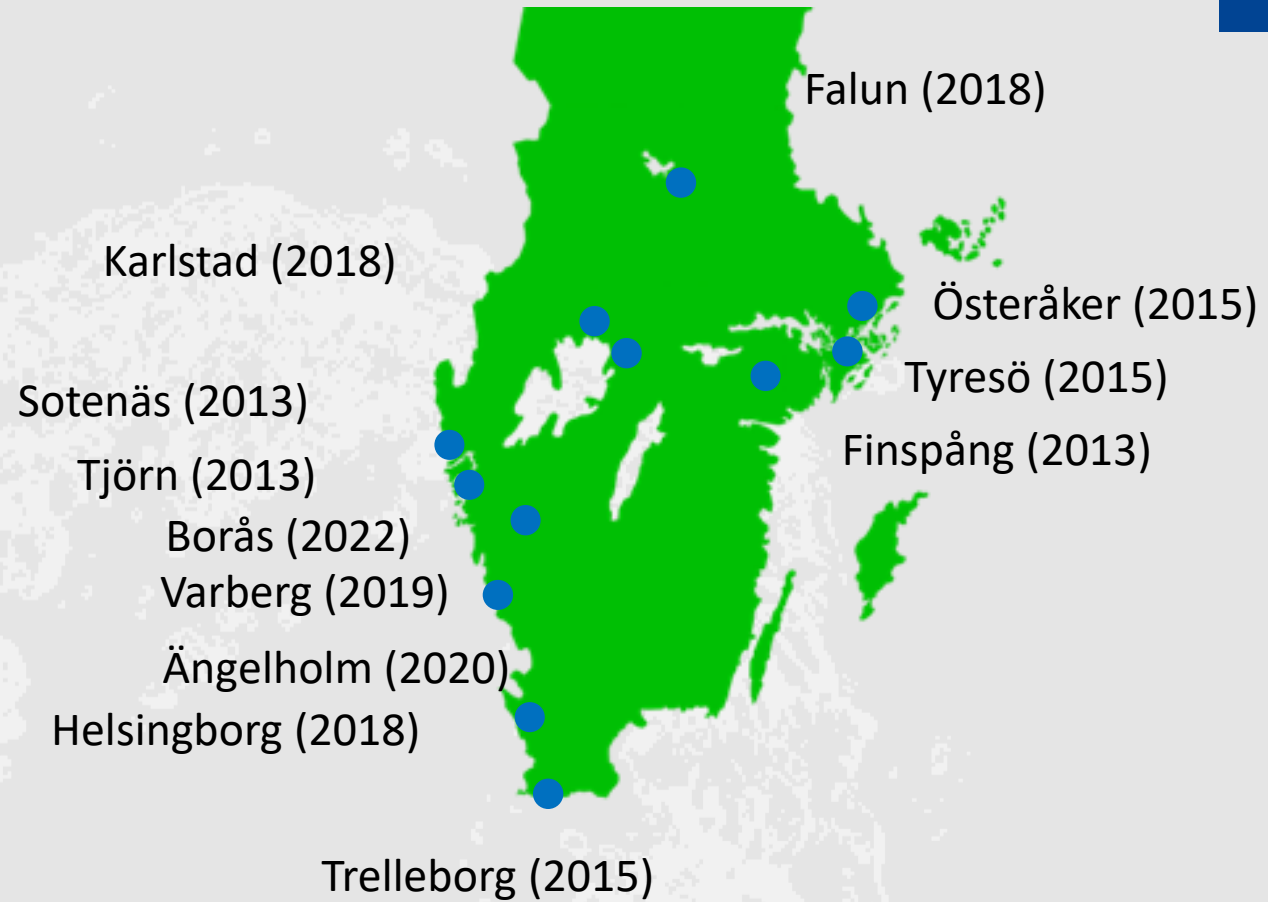 Falun (2018)
Karlstad (2018)
Österåker (2015)
Tyresö (2015)
Sotenäs (2013)
Finspång (2013)
Tjörn (2013)
Borås (2022)
Varberg (2019)
Ängelholm (2020)
Helsingborg (2018)
Trelleborg (2015)